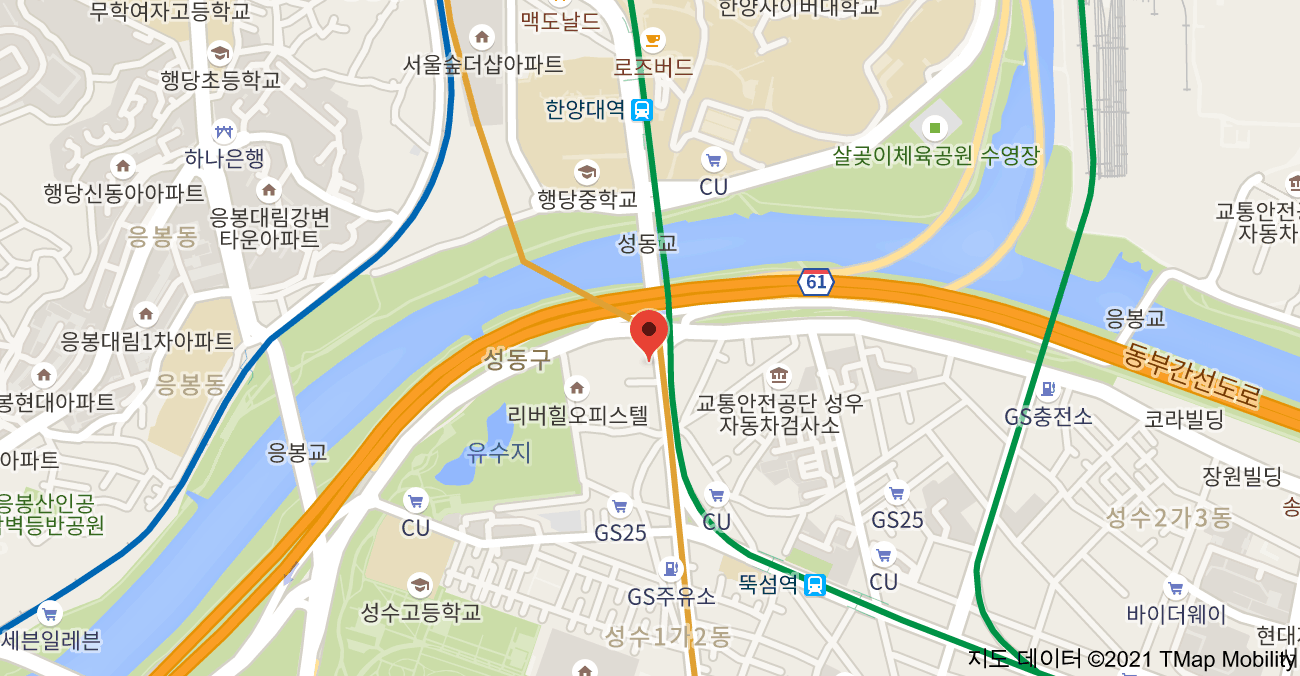 무학여자고등학교
맥도날드
한양사이버대학교
서울숲더샵아파트
로즈버드
행당초등학교
한양대역
하나은행
살곶이체육공원 수영장
CU
행당신동아아파트
행당중학교
응봉대림강변
타운아파트
교통안전공
자동차
응봉동
성동교
61
응봉교
응봉대림1차아파트
성동구
동부간선도로
응봉동
봉현대아파트
리버힐오피스텔
교통안전공단 성우
자동차검사소
GS충전소
코라빌딩
아파트
응봉교
유수지
장원빌딩
응봉산인공
암벽등반공원
CU
GS25
CU
GS25
성수2가3동
송
CU
뚝섬역
GS주유소
성수고등학교
바이더웨이
세븐일레븐
성수1가2동
현대
지도 데이터 ©2021 TMap Mobility